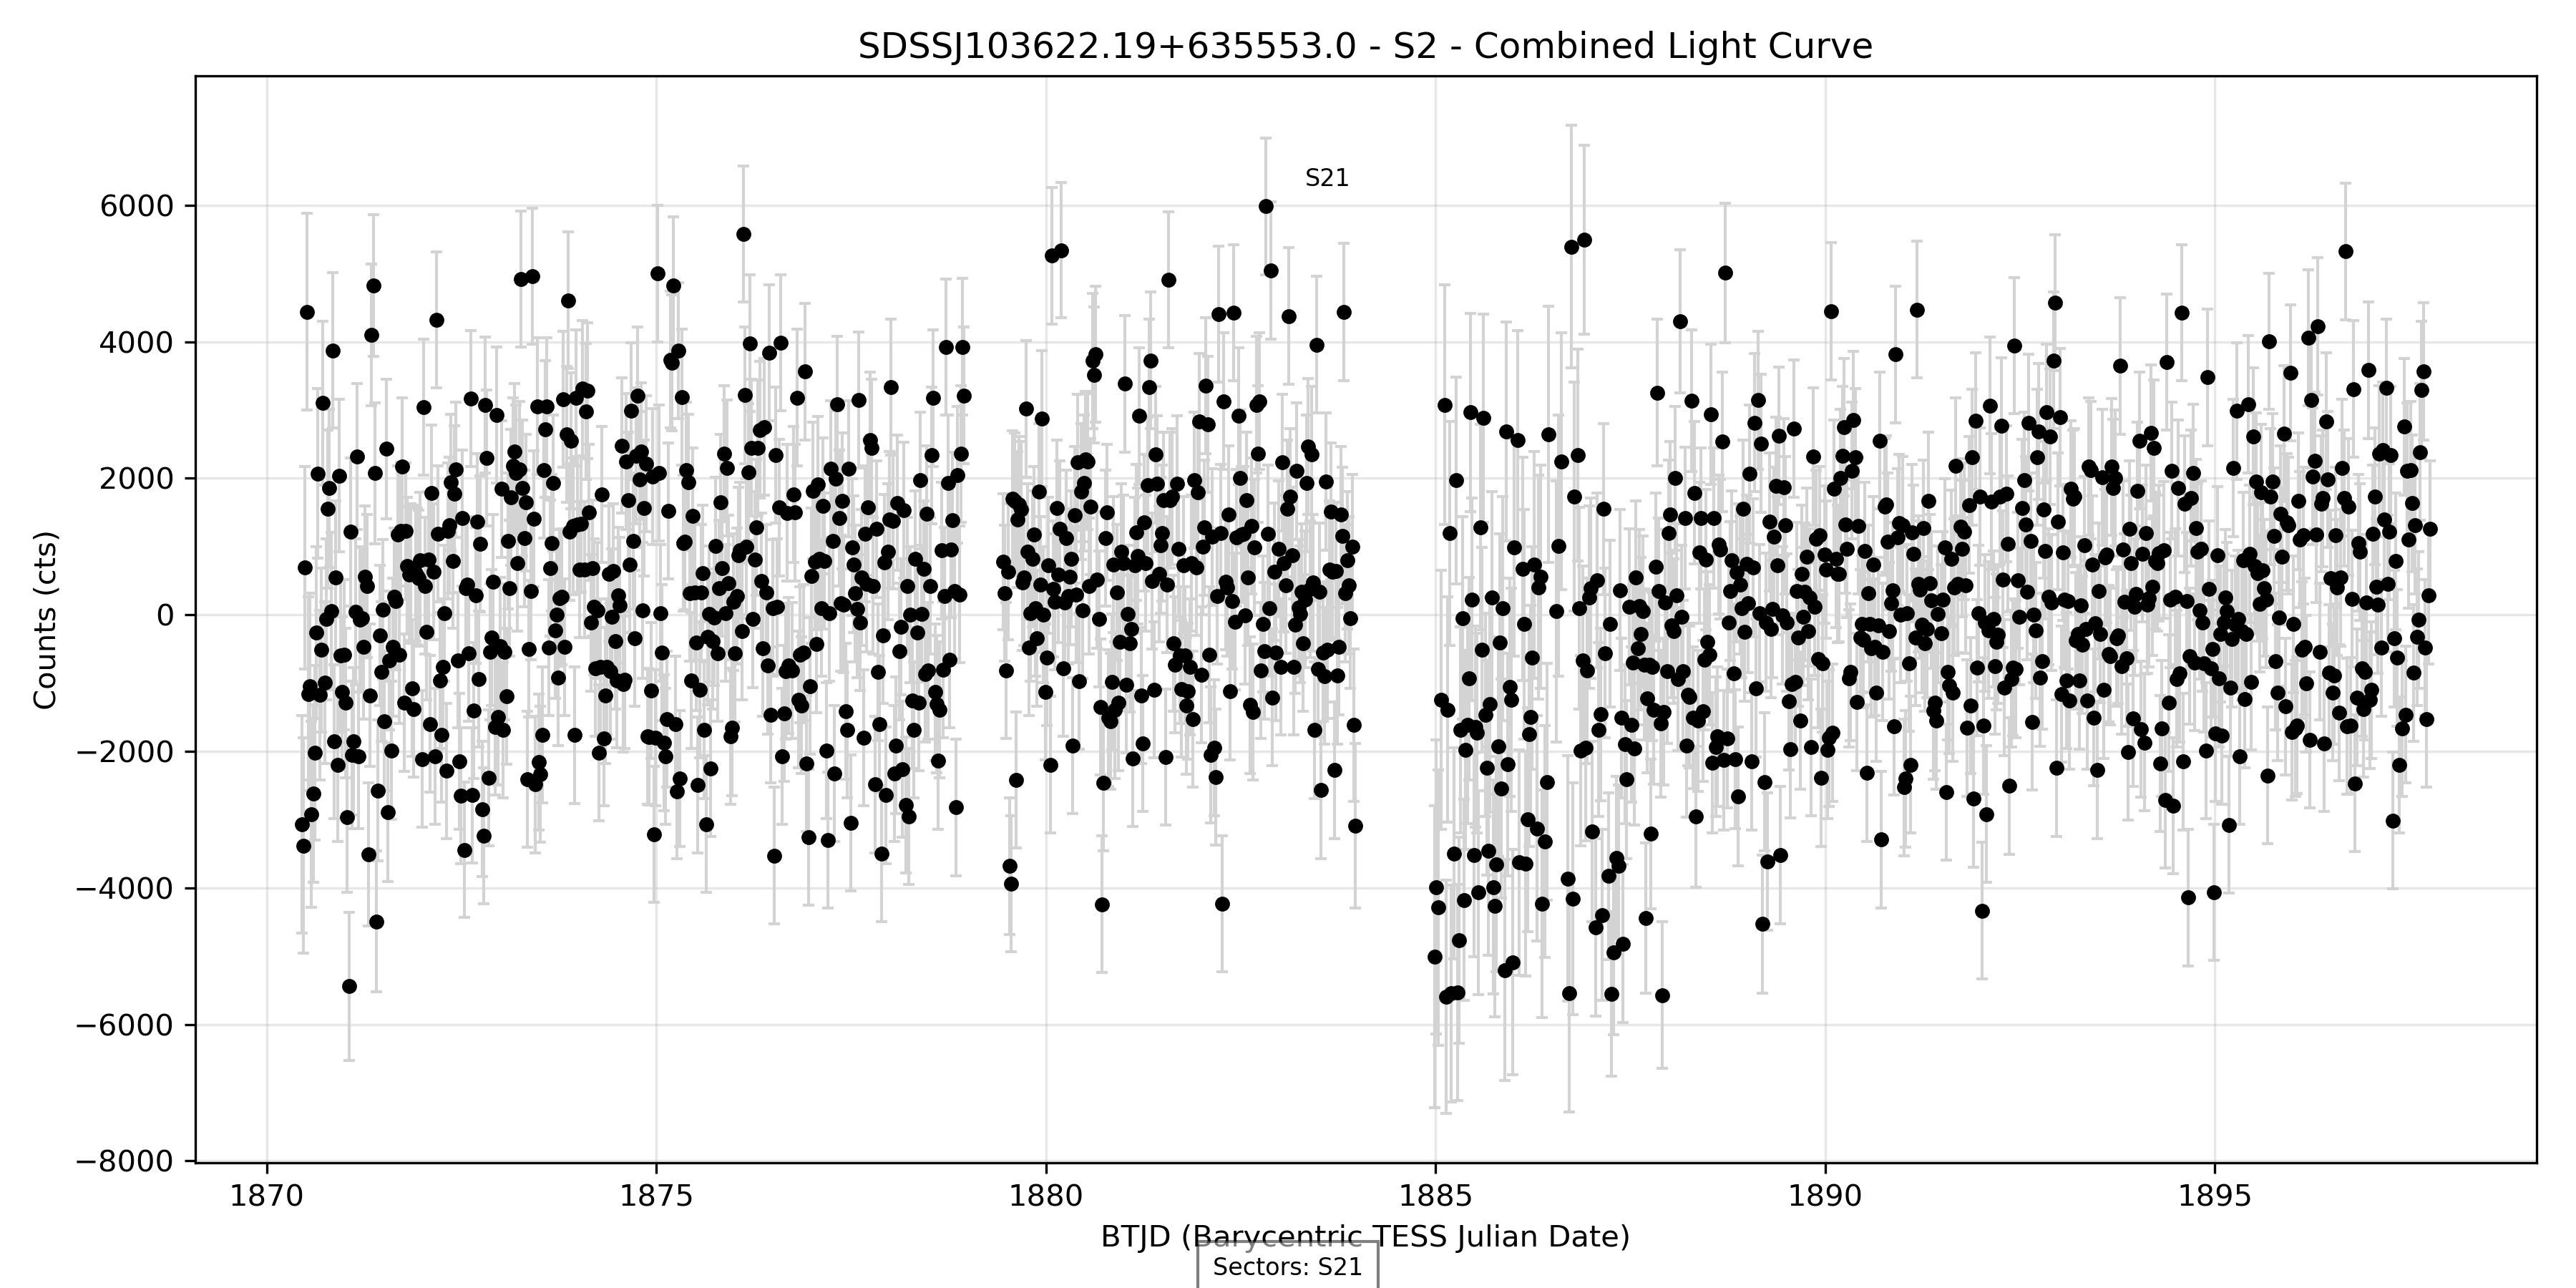 SDSSJ103622.19+635553.0 - S2 - Combined Light Curve
S21
Counts (cts)
6000
4000
2000
0
−2000
−4000
−6000
−8000
1870 1875 1880 1885 1890 1895
BTJD (Barycentric TESS Julian Date)
Sectors: S21